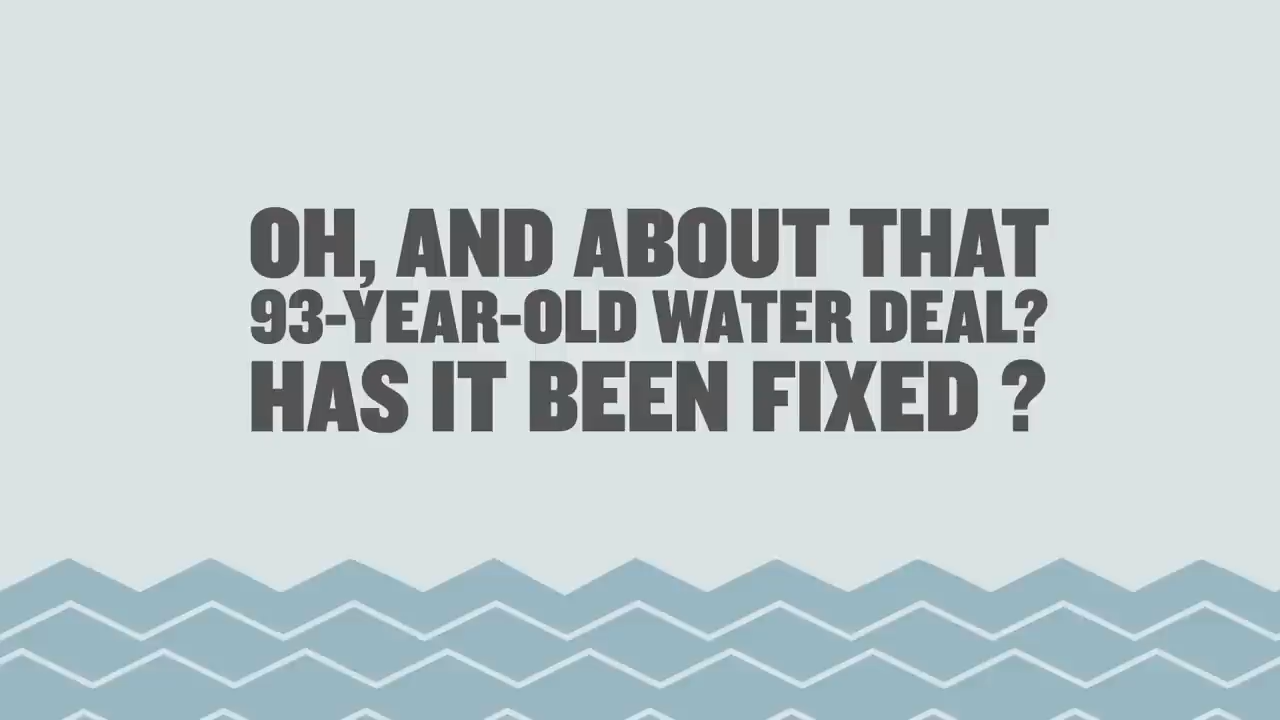 OH, AND ABOUT THAT
93-YEAR-OLD WATER DEAL?
HAS IT BEEN FIXED ?